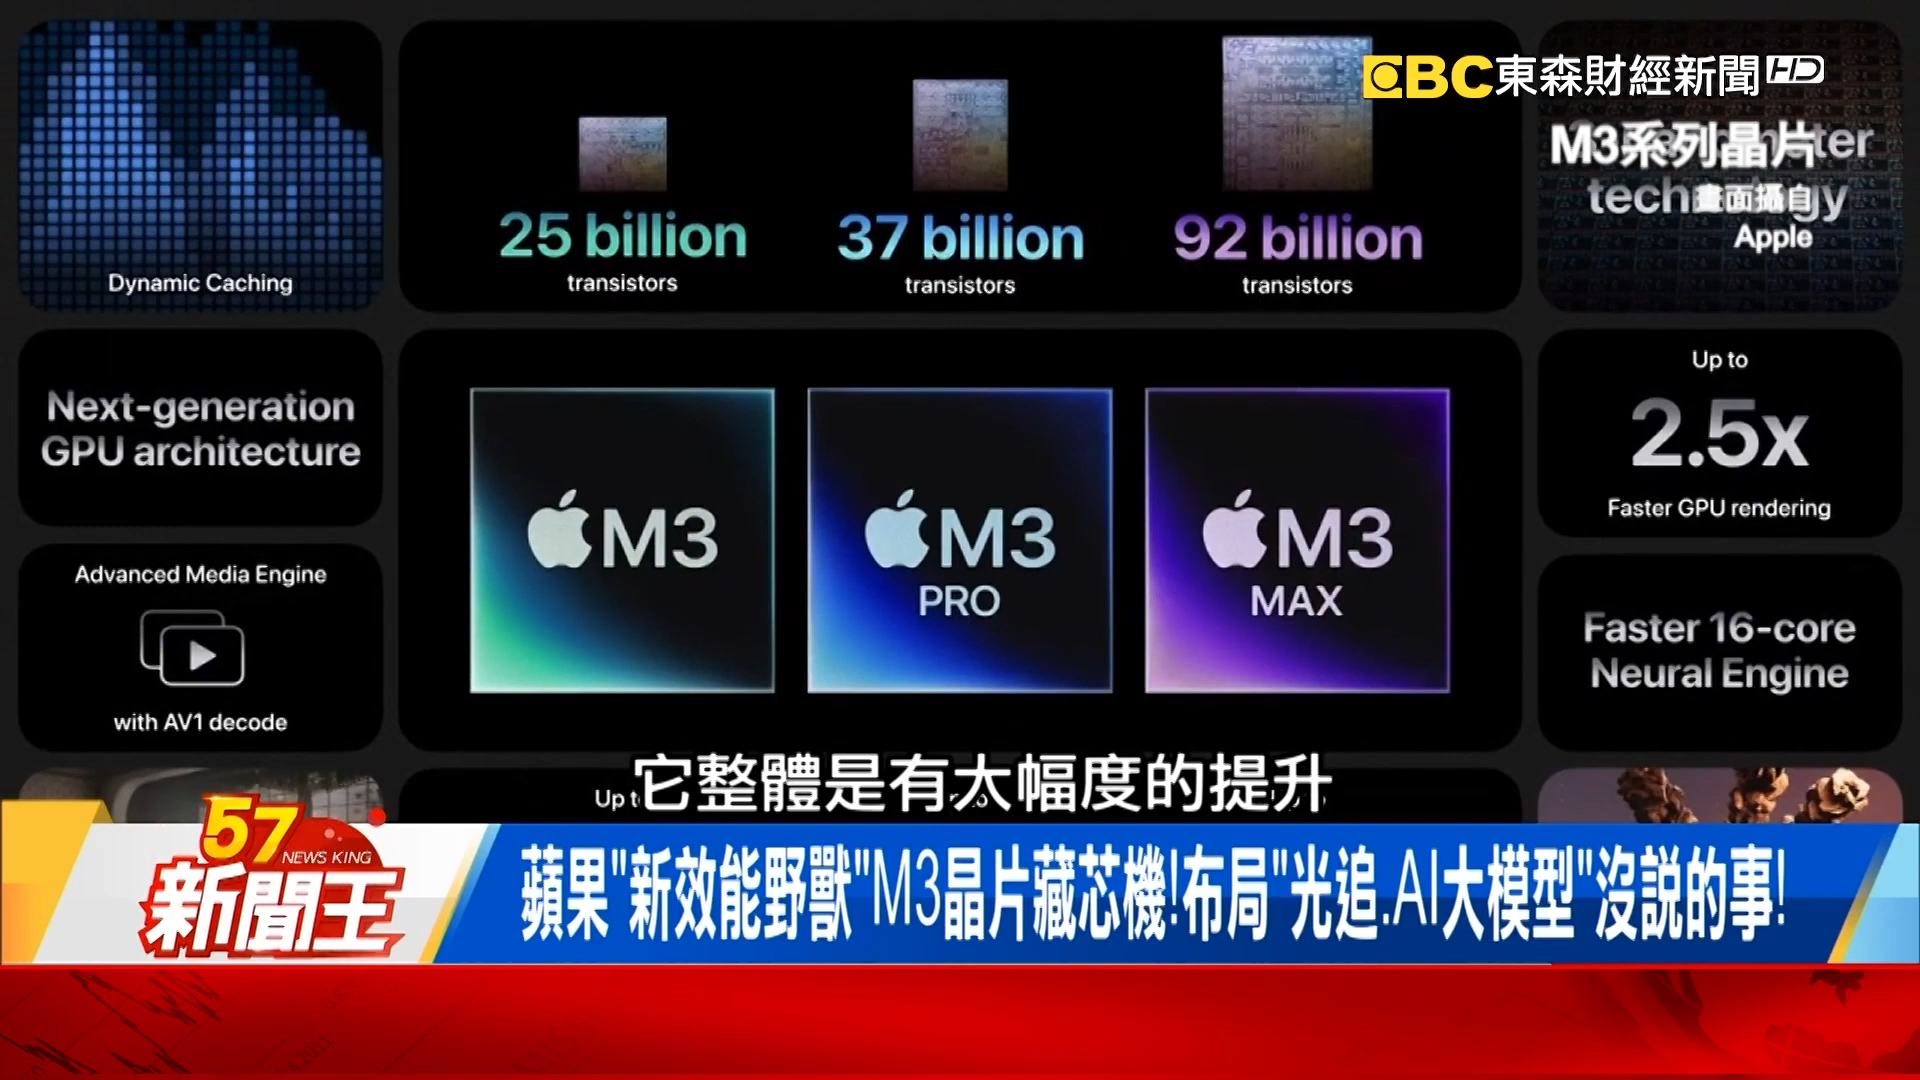 EBC東森財經新聞HD
M3系列晶片
畫面攝自
Apple
technology
Dynamic Caching
25 billion
transistors
37 billion
transistors
92 billion
transistors
Next-generation
GPU architecture
Advanced Media Engine
with AV1 decode
M3
M3
PRO
M3
MAX
Up to
2.5x
Faster GPU rendering
Faster 16-core
Neural Engine
Up to
它整體是有大幅度的提升
57
NEWS KING
新聞王
蘋果"新效能野獸"M3晶片藏芯機!布局"光追.AI大模型"沒説的事!